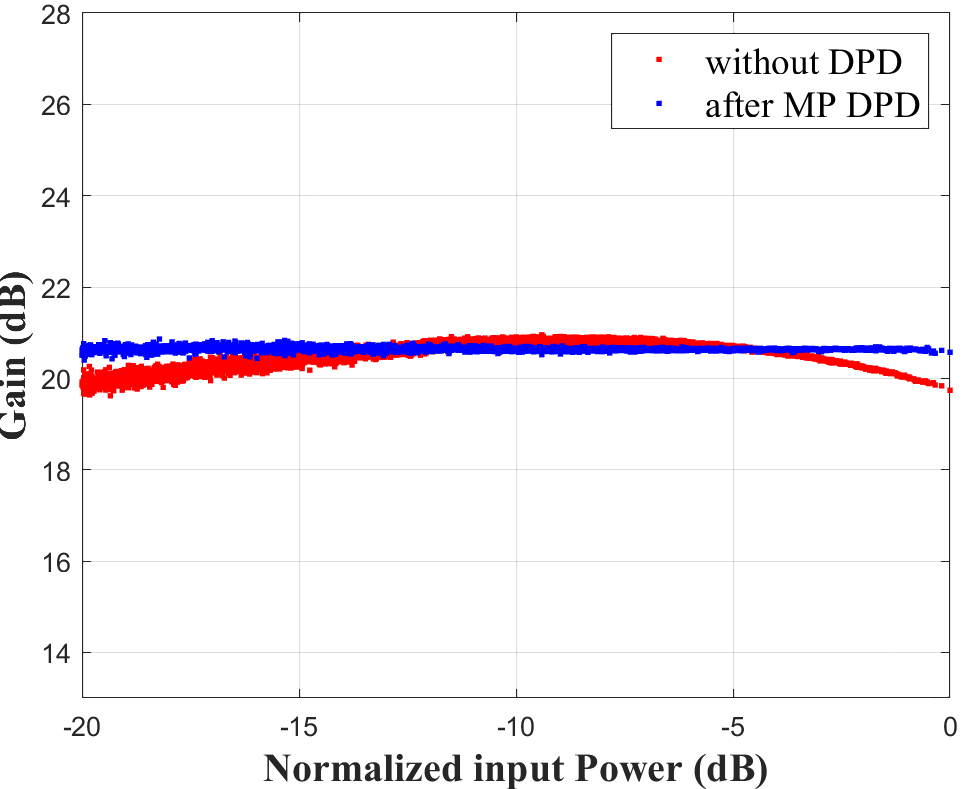 28
26
24
22
20
18
16
14
Gain (dB)
without DPD
after MP DPD
-20 -15 -10 -5 0
Normalized input Power (dB)